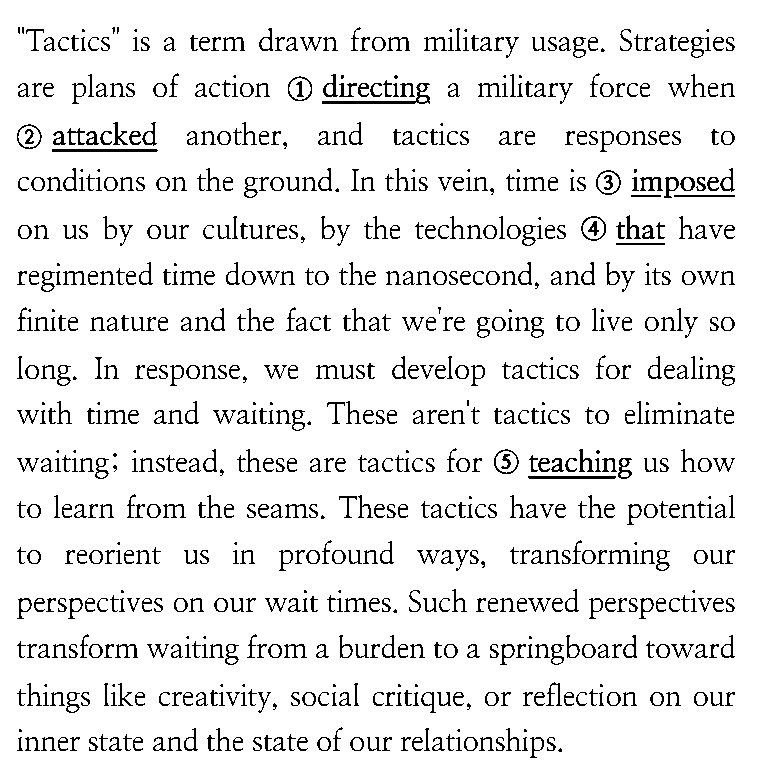 "Tactics" is a term drawn from military usage. Strategies
are plans of action ① directing a military force when
② attacked another, and tactics are responses to
conditions on the ground. In this vein, time is ③ imposed
on us by our cultures, by the technologies ④ that have
regimented time down to the nanosecond, and by its own
finite nature and the fact that we're going to live only so
long. In response, we must develop tactics for dealing
with time and waiting. These aren't tactics to eliminate
waiting; instead, these are tactics for ⑤ teaching us how
to learn from the seams. These tactics have the potential
to reorient us in profound ways, transforming our
perspectives on our wait times. Such renewed perspectives
transform waiting from a burden to a springboard toward
things like creativity, social critique, or reflection on our
inner state and the state of our relationships.